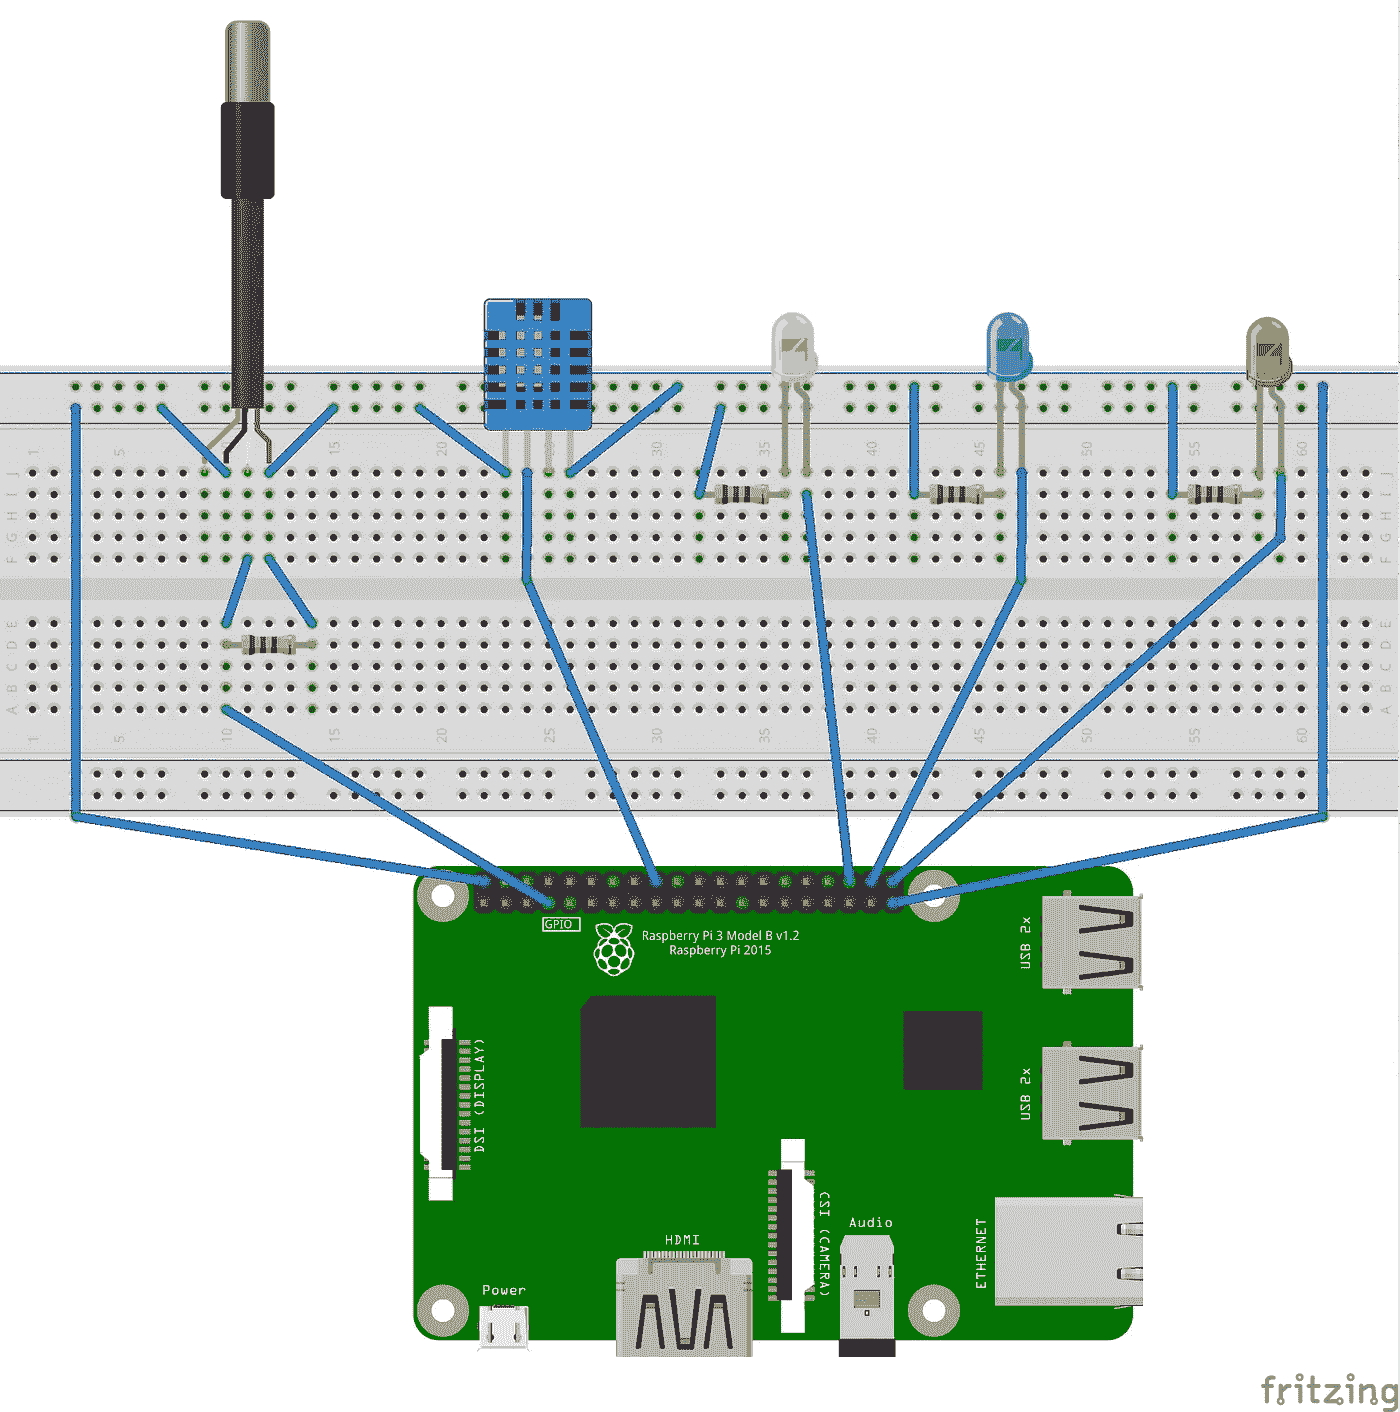 1 5 10 15 20 25 30 35 40 45 50 55 60
J J
I I
H H
G G
F F
E E
D D
C C
B B
A A
1 5 10 15 20 25 30 35 40 45 50 55 60
GPIO
Raspberry Pi 3 Model B v1.2
Raspberry Pi 2015
USB 2x
DSI (DISPLAY)
USB 2x
CSI (CAMERA)
Audio
ETHERNET
HDMI
Power
fritzing